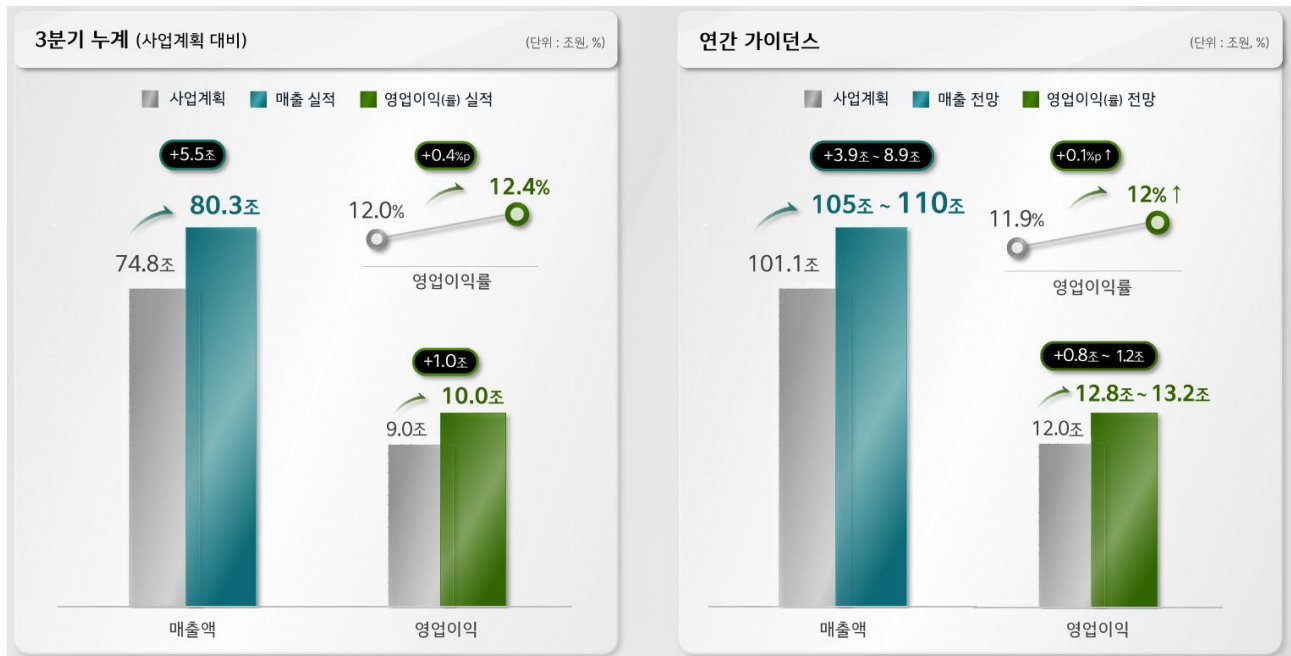 3분기 누계 (사업계획 대비)
(단위 : 조원, %)
사업계획 매출 실적 영업이익(률) 실적
+5.5조
80.3조
74.8조
+0.4%p
12.4%
12.0%
영업이익률
+1.0조
10.0조
9.0조
매출액
영업이익
연간 가이던스
(단위 : 조원, %)
사업계획 매출 전망 영업이익(률) 전망
+3.9조 ~ 8.9조
105조 ~ 110조
101.1조
+0.1%p ↑
12% ↑
11.9%
영업이익률
+0.8조 ~ 1.2조
12.8조 ~ 13.2조
12.0조
매출액
영업이익